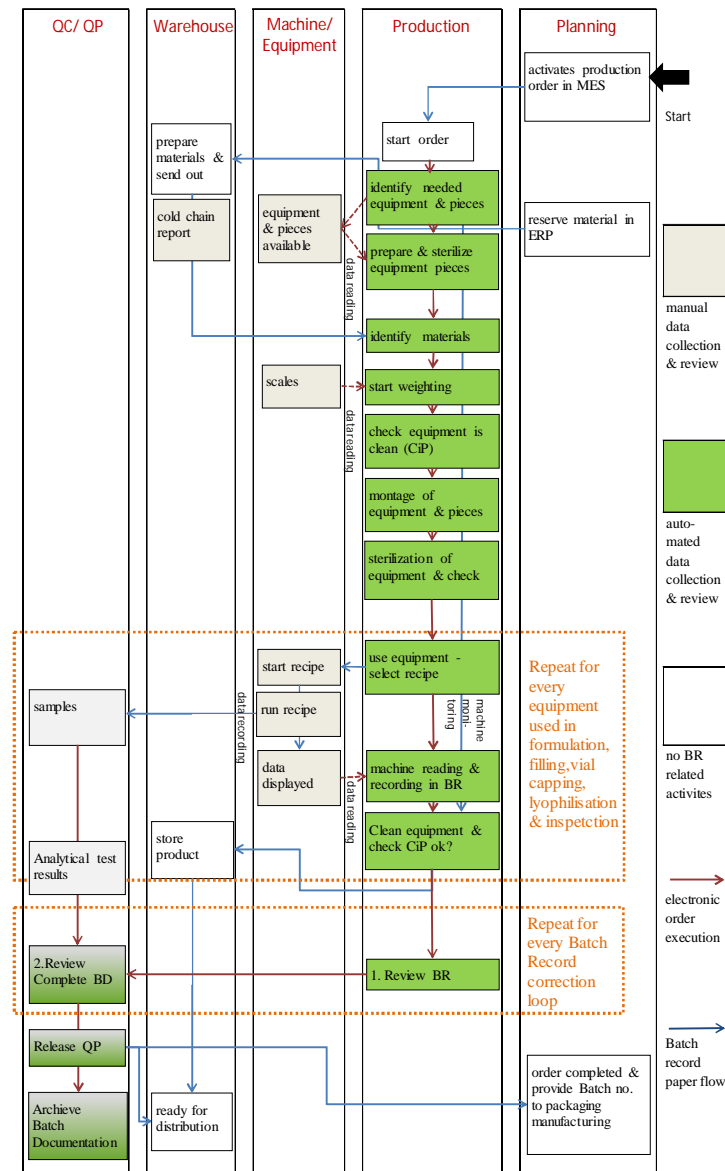 QC/ QP
Warehouse
Machine/
Equipment
Production
Planning
activates production
order in MES
Start
start order
prepare
materials &
send out
identify needed
equipment & pieces
cold chain
report
equipment
& pieces
available
reserve material in
ERP
prepare & sterilize
equipment pieces
data reading
manual
data
collection
& review
identify materials
scales
start weighting
data reading
check equipment is
clean (CiP)
montage of
equipment & pieces
sterilization of
equipment & check
auto-
mated
data
collection
& review
use equipment -
select recipe
start recipe
Repeat for
every
equipment
used in
formulation,
filling,vial
capping,
lyophilisation
& inspetction
samples
data recording
run recipe
machine
moni-
toring
data
displayed
data reading
machine reading &
recording in BR
no BR
related
activites
Clean equipment &
check CiP ok?
store
product
Analytical test
results
electronic
order
execution
Repeat for
every Batch
Record
correction
loop
2.Review
Complete BD
1. Review BR
Release QP
Batch
record
paper flow
order completed &
provide Batch no.
to packaging
manufacturing
Archieve
Batch
Documentation
ready for
distribution